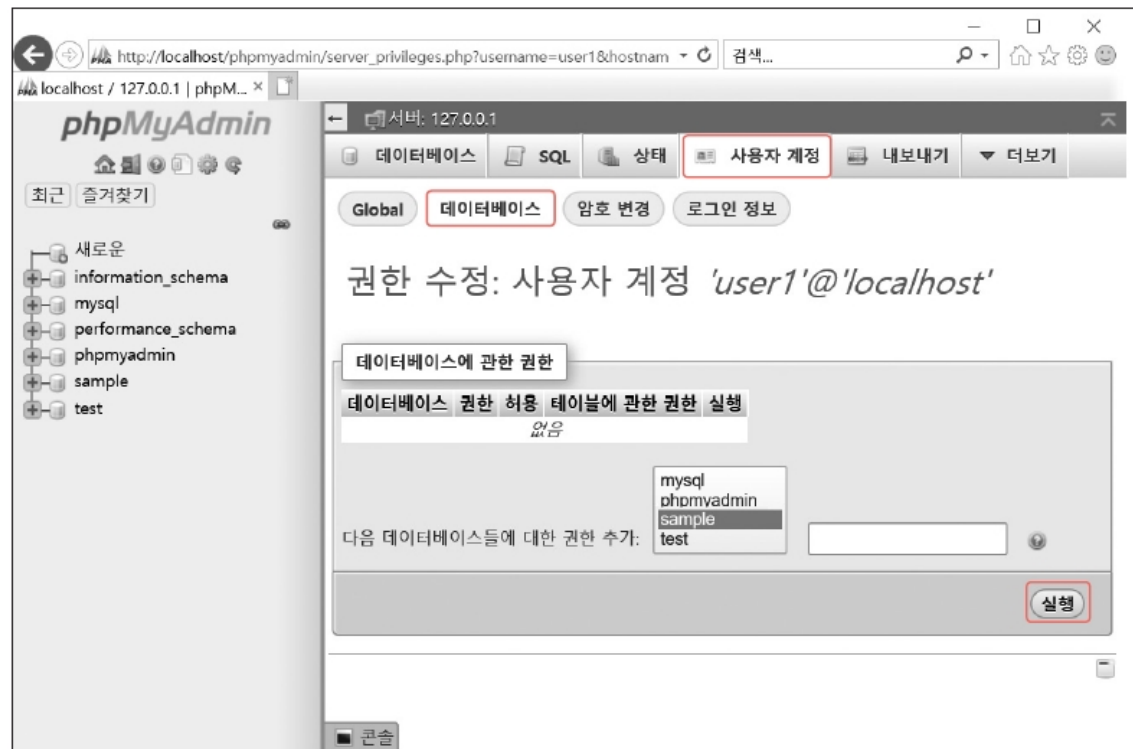 http://localhost/phpmyadmin/server_privileges.php?username=user1&hostnam
검색...
localhost / 127.0.0.1 | phpM...
phpMyAdmin
최근 즐겨찾기
새로운
information_schema
mysql
performance_schema
phpmyadmin
sample
test
서버: 127.0.0.1
데이터베이스 SQL 상태 사용자 계정 내보내기 더보기
Global 데이터베이스 암호 변경 로그인 정보
권한 수정: 사용자 계정 'user1'@'localhost'
데이터베이스에 관한 권한
데이터베이스 권한 허용 테이블에 관한 권한 실행
없음
다음 데이터베이스들에 대한 권한 추가:
mysql
phpmyadmin
sample
test
실행
콘솔